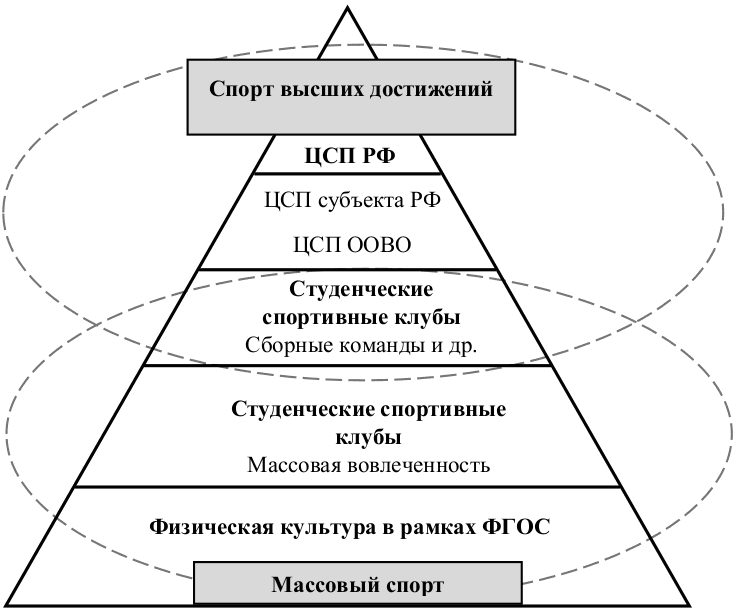 Спорт высших достижений
ЦСП РФ
ЦСП субъекта РФ
ЦСП ООВО
Студенческие
спортивные клубы
Сборные команды и др.
Студенческие спортивные
клубы
Массовая вовлеченность
Физическая культура в рамках ФГОС
Массовый спорт